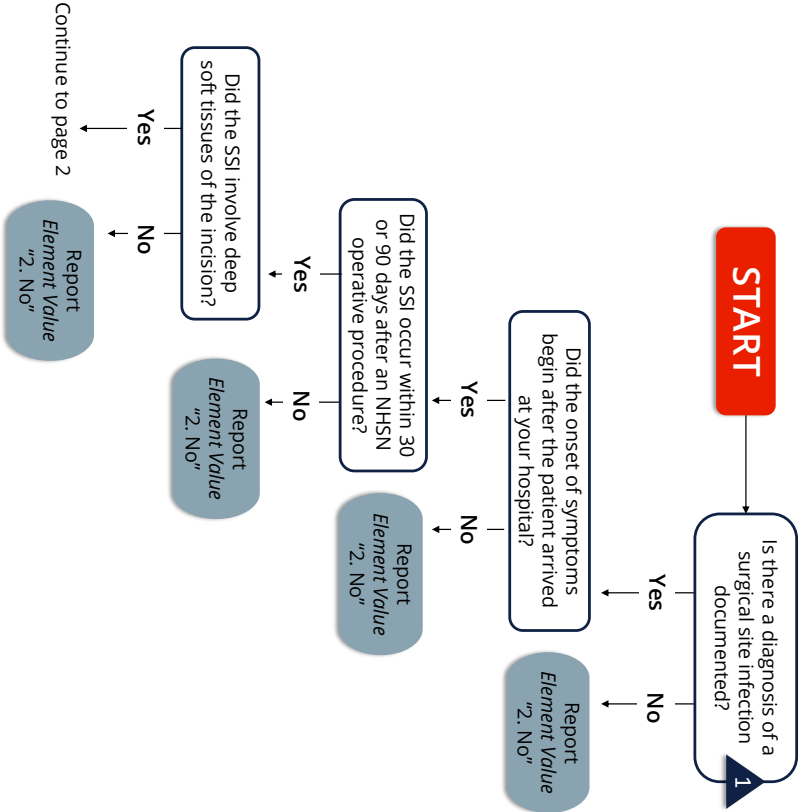 START
Is there a diagnosis of a
surgical site infection
documented?
1
Yes
No
Report
Element Value
“2. No”
Did the onset of symptoms
begin after the patient arrived
at your hospital?
Yes
No
Report
Element Value
“2. No”
Did the SSI occur within 30
or 90 days after an NHSN
operative procedure?
Yes
No
Report
Element Value
“2. No”
Did the SSI involve deep
soft tissues of the incision?
Yes
No
Report
Element Value
“2. No”
Continue to page 2